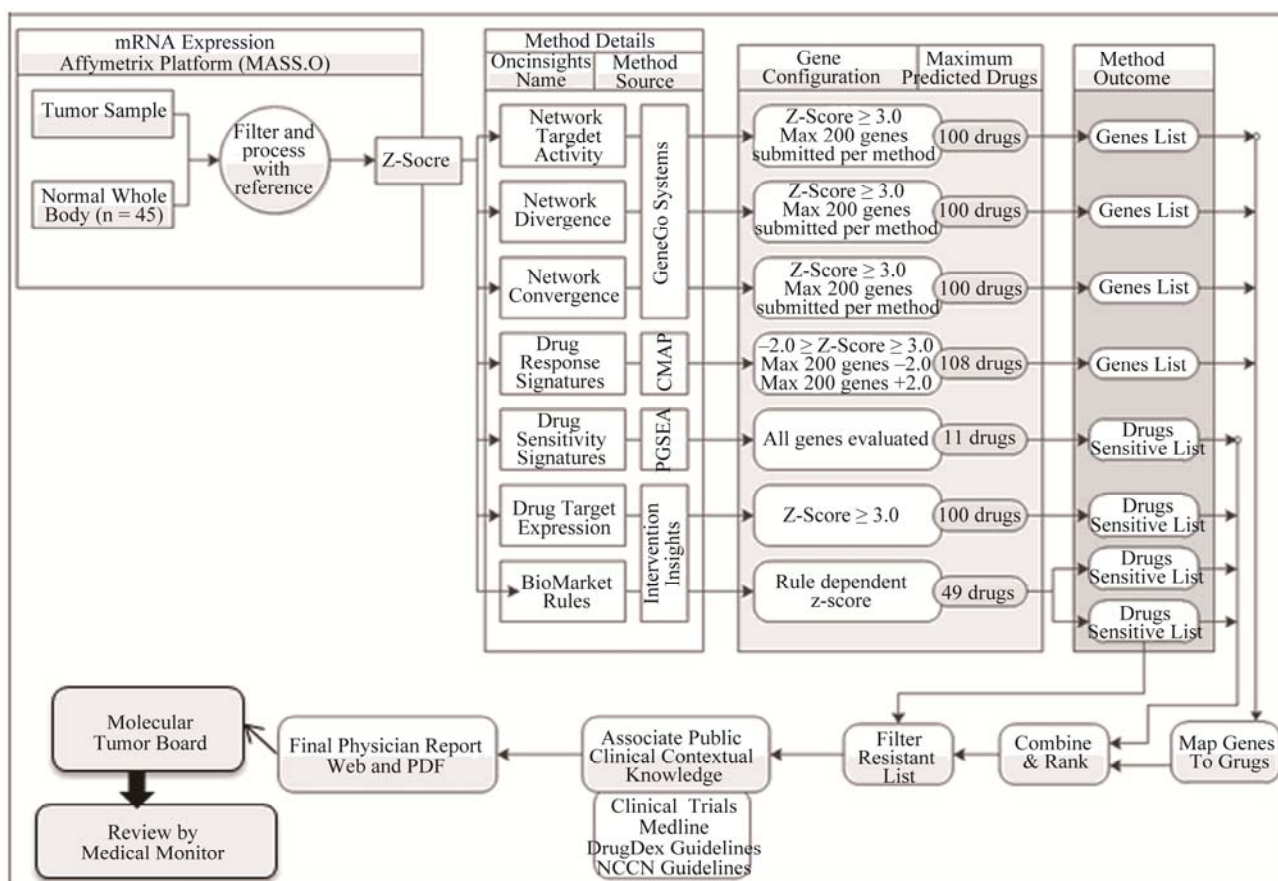 mRNA Expression
Affymetrix Platform (MASS.O)
Tumor Sample
Normal Whole
Body (n = 45)
Filter and
process with
reference
Z-Socre
Method Details
Oncinsights
Name
Method
Source
Network
Targdet
Activity
Network
Divergence
Network
Convergence
Drug
Response
Signatures
Drug
Sensitivity
Signatures
Drug Target
Expression
BioMarket
Rules
GeneGo Systems
CMAP
PGSEA
Intervention
Insights
Gene
Configuration
Maximum
Predicted Drugs
Z-Score ≥ 3.0
Max 200 genes
submitted per method
100 drugs
Z-Score ≥ 3.0
Max 200 genes
submitted per method
100 drugs
Z-Score ≥ 3.0
Max 200 genes
submitted per method
100 drugs
–2.0 ≥ Z-Score ≥ 3.0
Max 200 genes –2.0
Max 200 genes +2.0
108 drugs
All genes evaluated
11 drugs
Z-Score ≥ 3.0
100 drugs
Rule dependent
z-score
49 drugs
Method
Outcome
Genes List
Genes List
Genes List
Genes List
Drugs
Sensitive List
Drugs
Sensitive List
Drugs
Sensitive List
Drugs
Sensitive List
Molecular
Tumor Board
Review by
Medical Monitor
Final Physician Report
Web and PDF
Associate Public
Clinical Contextual
Knowledge
Clinical Trials
Medline
DrugDex Guidelines
NCCN Guidelines
Filter
Resistant
List
Combine
& Rank
Map Genes
To Grugs